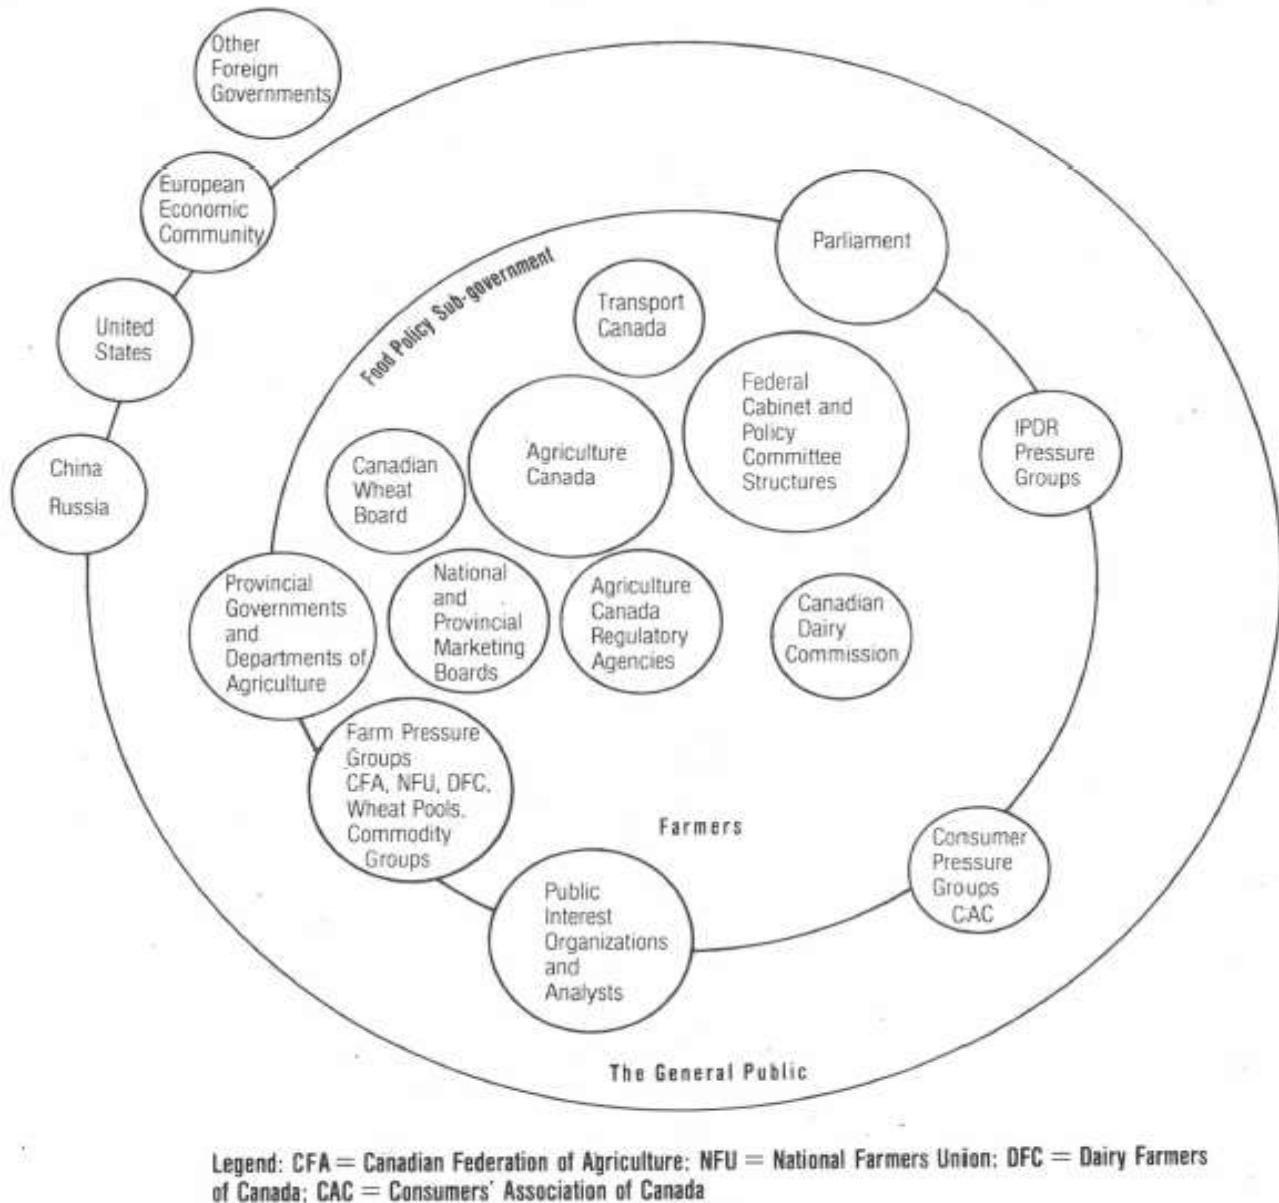 Other
Foreign
Governments
European
Economic
Community
United
States
China
Russia
Food Policy Sub-government
Parliament
Transport
Canada
Federal
Cabinet and
Policy
Committee
Structures
IPDR
Pressure
Groups
Agriculture
Canada
Canadian
Wheat
Board
Provincial
Governments
and
Departments of
Agriculture
National
and
Provincial
Marketing
Boards
Agriculture
Canada
Regulatory
Agencies
Canadian
Dairy
Commission
Farm Pressure
Groups
CFA, NFU, DFC,
Wheat Pools,
Commodity
Groups
Farmers
Consumer
Pressure
Groups
CAC
Public
Interest
Organizations
and
Analysts
The General Public
Legend: CFA = Canadian Federation of Agriculture; NFU = National Farmers Union; DFC = Dairy Farmers
of Canada; CAC = Consumers' Association of Canada